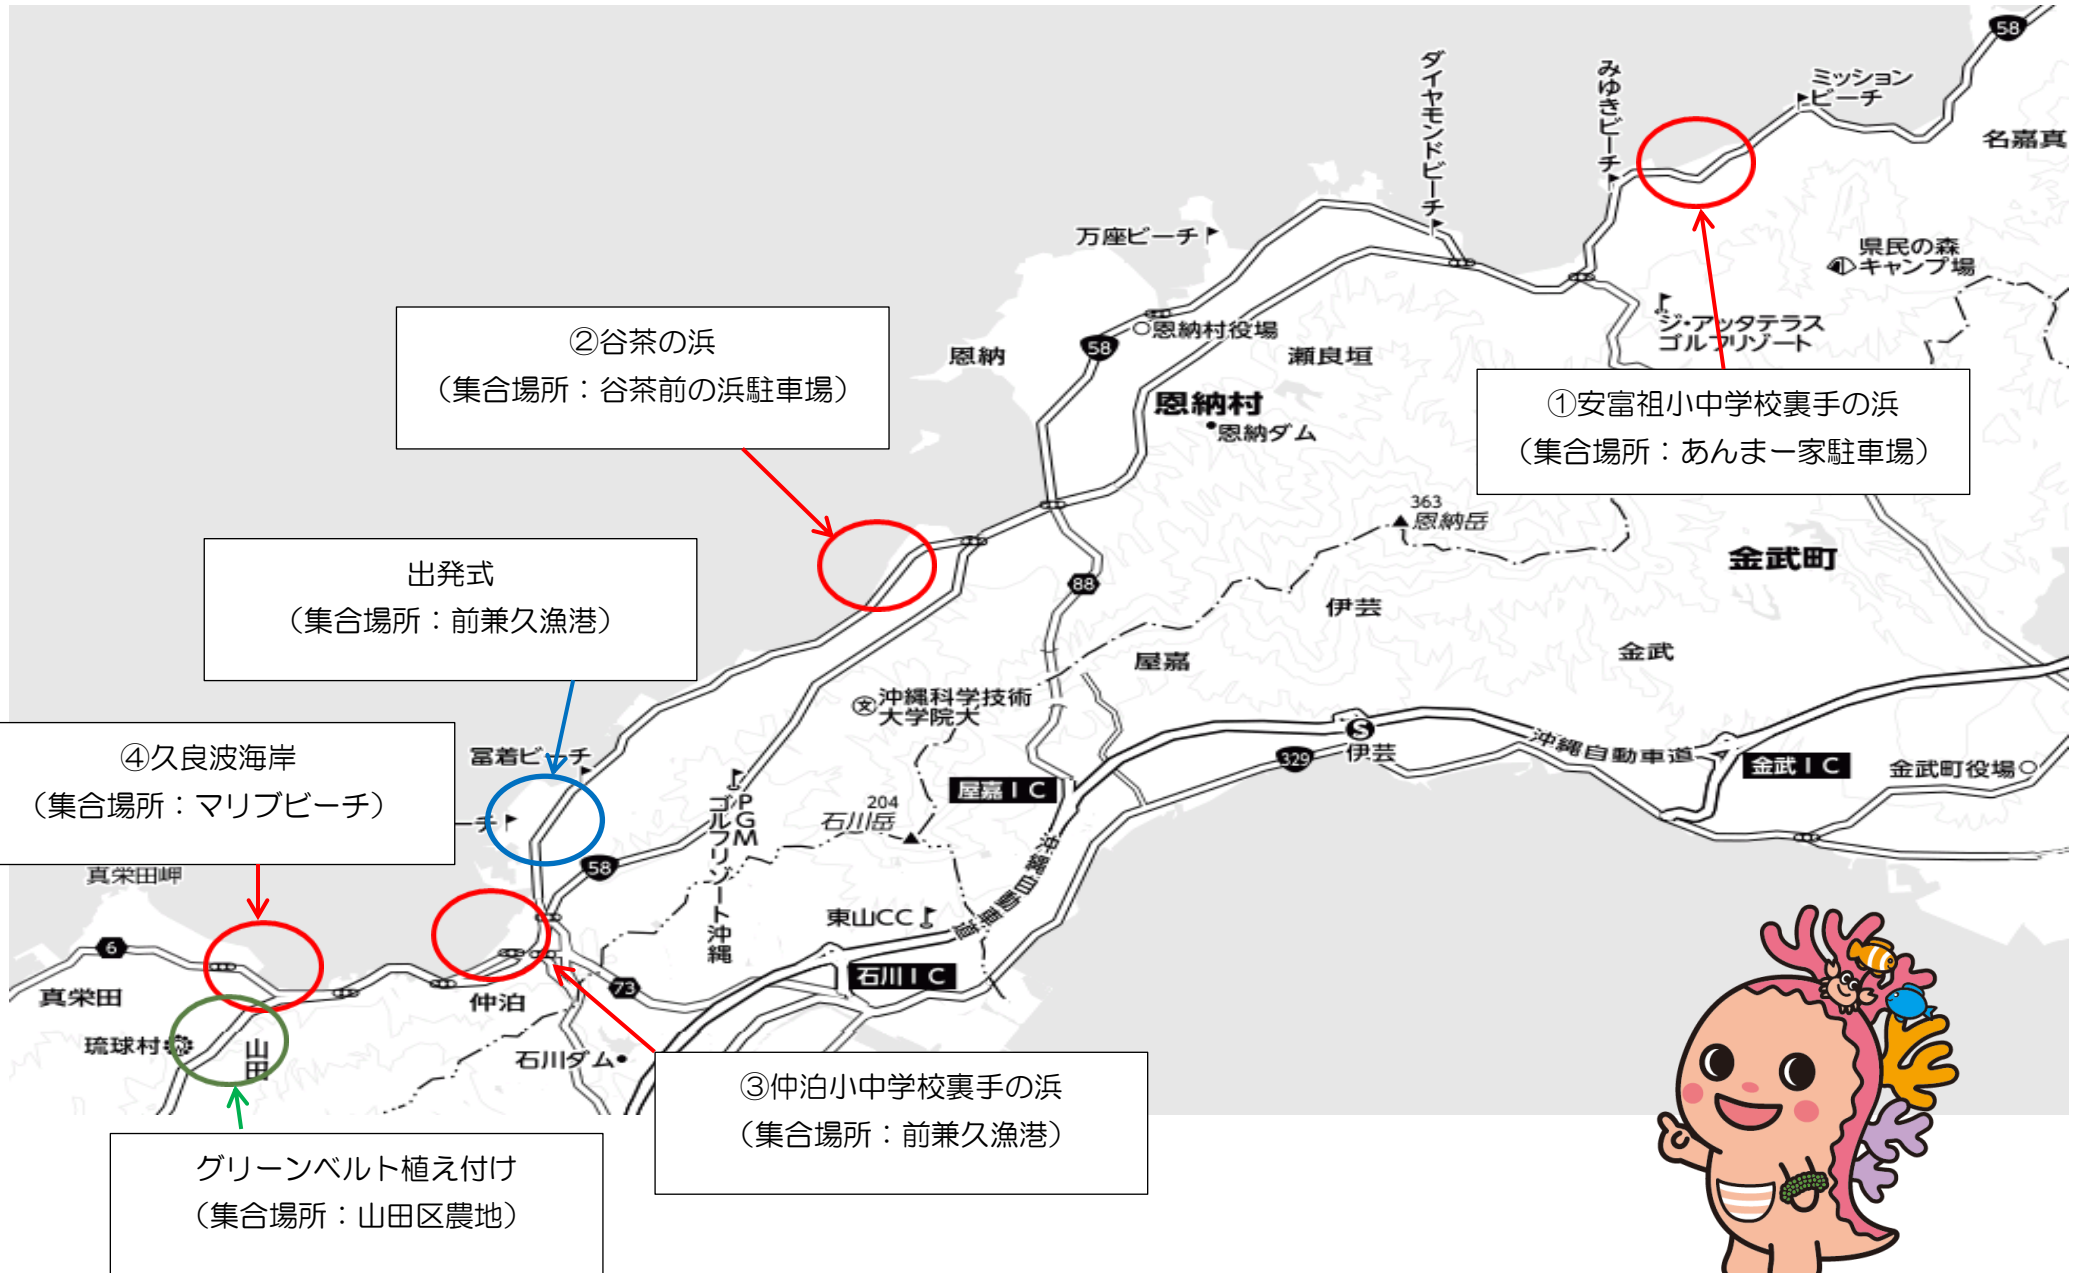 58
ミッション
ビーチ
名嘉真
ダイヤモンドビーチ
みゆきビーチ
万座ビーチ
県民の森
キャンプ場
ジ・アッタテラス
ゴルフリゾート
恩納村役場
58
恩納
瀬良垣
恩納村
恩納ダム
②谷茶の浜
(集合場所：谷茶前の浜駐車場)
①安富祖小中学校裏手の浜
(集合場所：あんまー家駐車場)
363
恩納岳
金武町
88
伊芸
金武
屋嘉
出発式
(集合場所：前兼久漁港)
沖縄科学技術
大学院大
冨着ビーチ
④久良波海岸
(集合場所：マリブビーチ)
ーチ
真栄田岬
PGM
ゴルフリゾート沖縄
204
石川岳
屋嘉IC
329
S
伊芸
沖縄自動車道
金武IC
金武町役場
沖縄自動車道
58
東山CC
石川IC
6
真栄田
仲泊
73
琉球村
山田
石川ダム
③仲泊小中学校裏手の浜
(集合場所：前兼久漁港)
グリーンベルト植え付け
(集合場所：山田区農地)